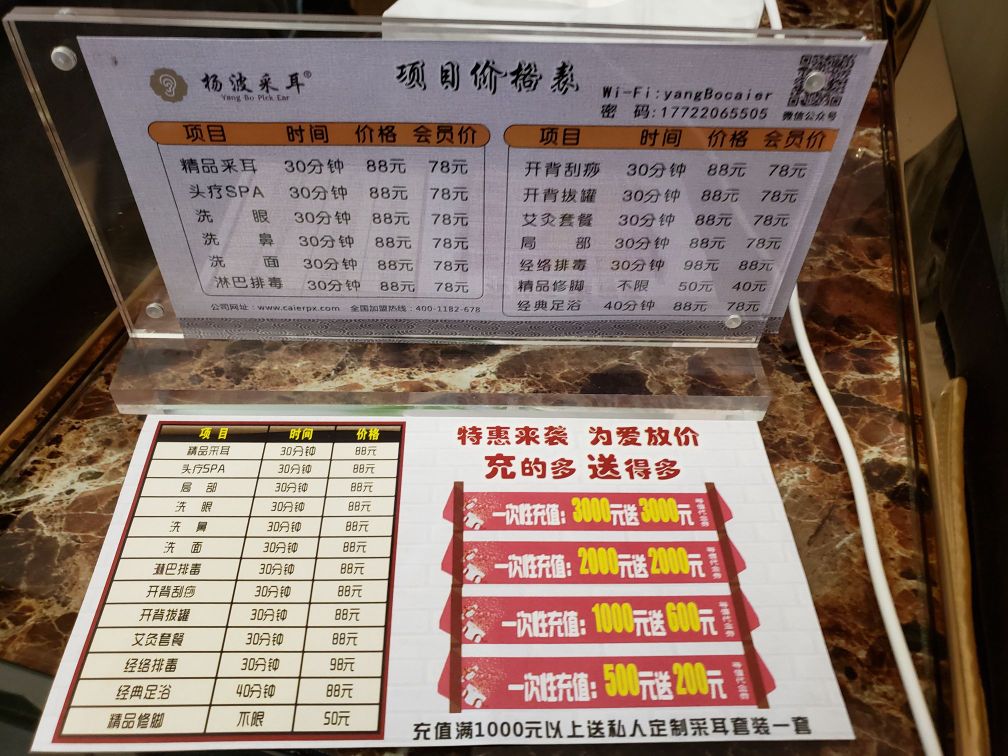 杨波采耳®
Yang Bo Pick Ear
项目价格表
Wi-Fi:yangBocaier
密 码:17722065505
微信公众号
项目 时间 价格 会员价
精品采耳 30分钟 88元 78元
头疗SPA 30分钟 88元 78元
洗 眼 30分钟 88元 78元
洗 鼻 30分钟 88元 78元
洗 面 30分钟 88元 78元
淋巴排毒 30分钟 88元 78元
项目 时间 价格 会员价
开背刮痧 30分钟 88元 78元
开背拔罐 30分钟 88元 78元
艾灸套餐 30分钟 88元 78元
局 部 30分钟 88元 78元
经络排毒 30分钟 98元 88元
精品修脚 不限 50元 40元
经典足浴 40分钟 88元 78元
公司网址：www.caierpx.com 全国加盟热线：400-1182-678
项 目 时间 价格
精品采耳 30分钟 88元
头疗SPA 30分钟 88元
局 部 30分钟 88元
洗 眼 30分钟 88元
洗 鼻 30分钟 88元
洗 面 30分钟 88元
淋巴排毒 30分钟 88元
开背刮痧 30分钟 88元
开背拔罐 30分钟 88元
艾灸套餐 30分钟 88元
经络排毒 30分钟 98元
经典足浴 40分钟 88元
精品修脚 不限 50元
特惠来袭 为爱放价
充的多 送得多
一次性充值：3000元送3000元 等值代金券
一次性充值：2000元送2000元 等值代金券
一次性充值：1000元送600元 等值代金券
一次性充值：500元送200元 等值代金券
充值满1000元以上送私人定制采耳套装一套